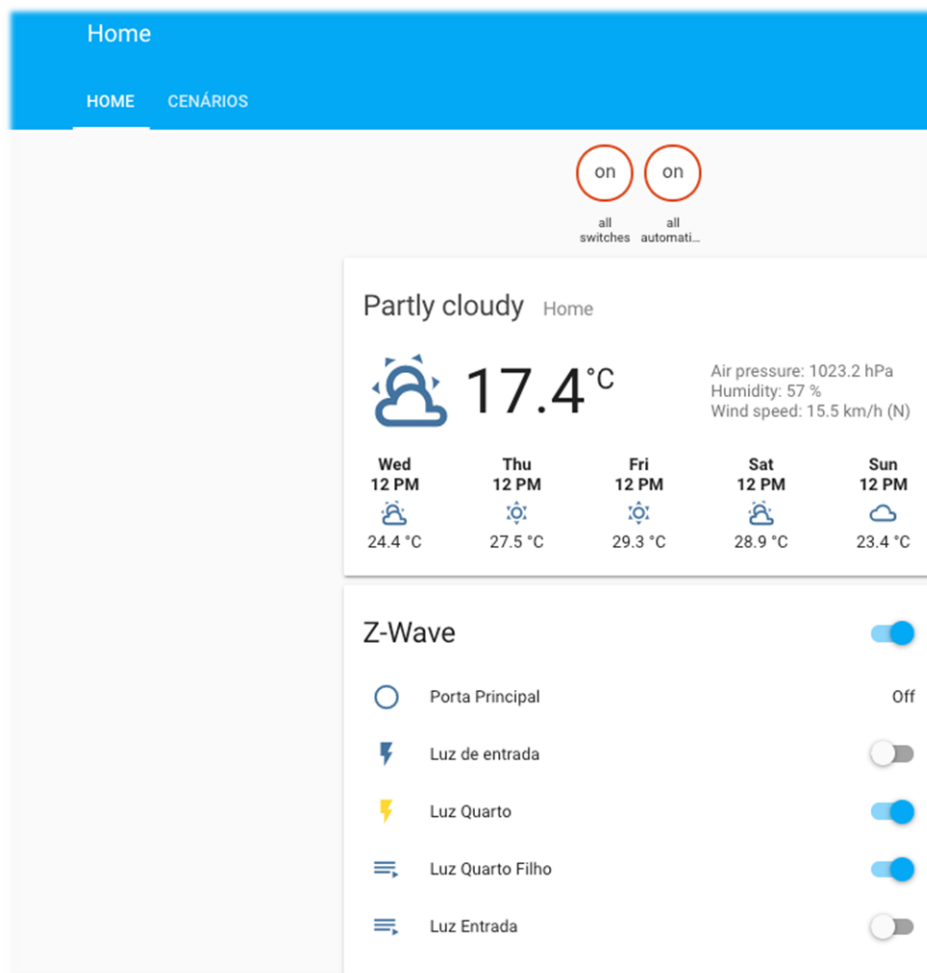 Home
HOME CENÁRIOS
on on
all all
switches automati...
Partly cloudy Home
17.4°C
Air pressure: 1023.2 hPa
Humidity: 57 %
Wind speed: 15.5 km/h (N)
Wed Thu Fri Sat Sun
12 PM 12 PM 12 PM 12 PM 12 PM
24.4 °C 27.5 °C 29.3 °C 28.9 °C 23.4 °C
Z-Wave
Porta Principal Off
Luz de entrada
Luz Quarto
Luz Quarto Filho
Luz Entrada